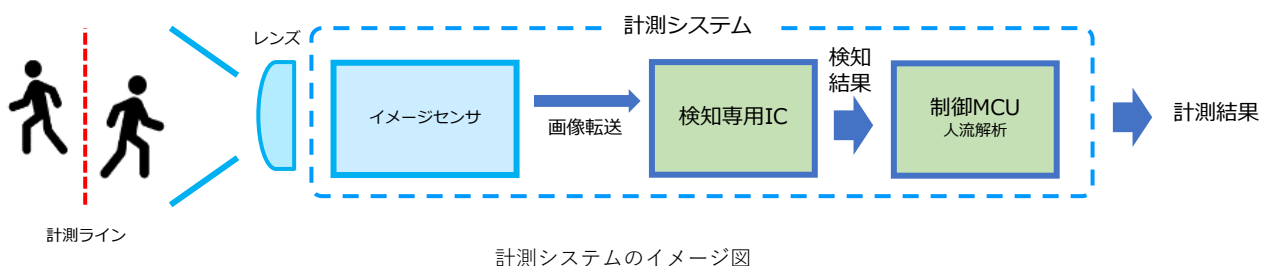 計測システム
レンズ
イメージセンサ
画像転送
検知専用IC
検知
結果
制御MCU
人流解析
計測結果
計測ライン
計測システムのイメージ図